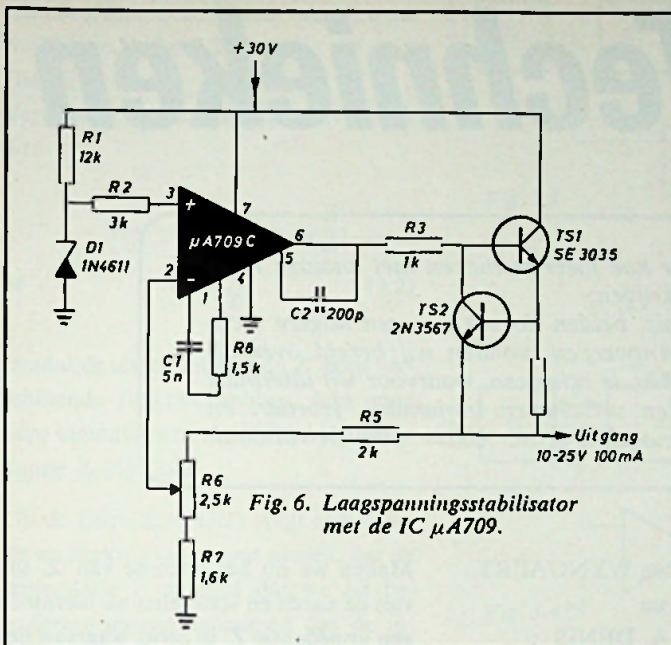 Technieken
+30V
R1
12k
R2
3k
3
+
7
µA709C
6
5
D1
1N4611
2
-
1
4
R3
1k
TS1
SE 3035
TS2
2N3567
C2
200p
C1
5n
R8
1,5k
R5
2k
Uitgang
10-25V 100mA
R6
2,5k
R7
1,6k
Fig. 6. Laagspanningsstabilisator
met de IC µA709.